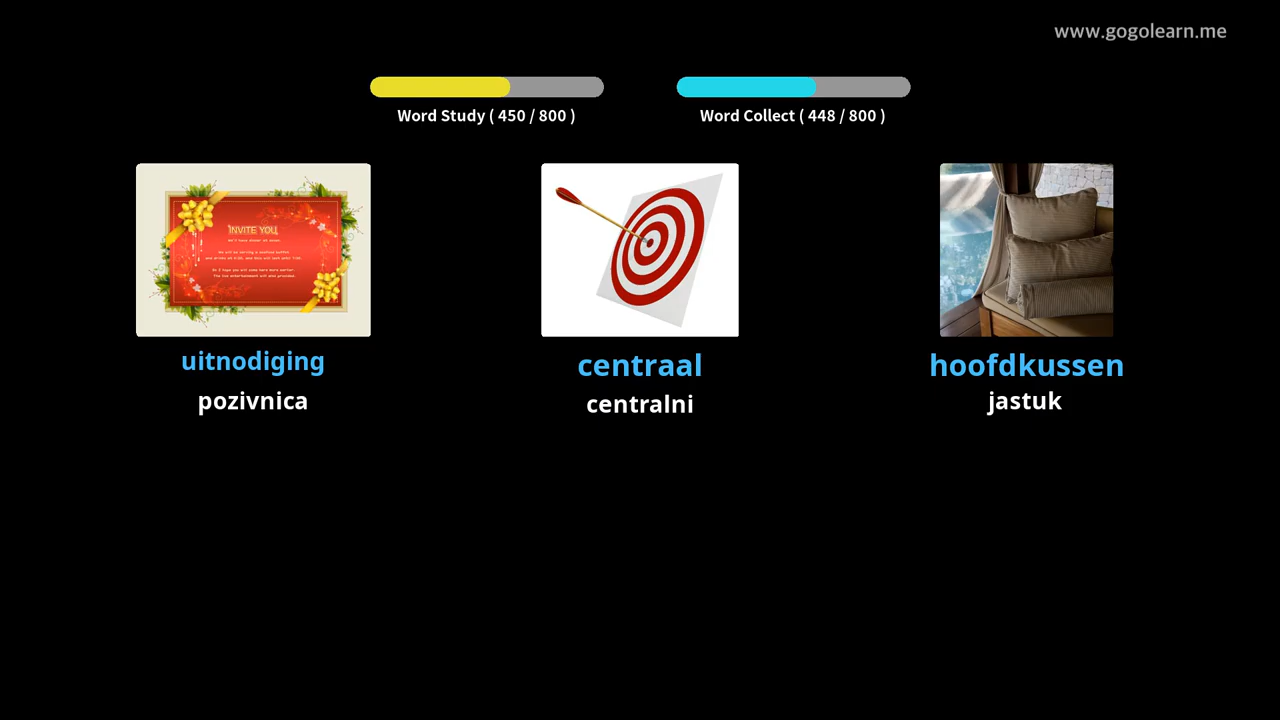 www.gogolearn.me
Word Study ( 450 / 800 )
Word Collect ( 448 / 800 )
INVITE YOU
uitnodiging
centraal
hoofdkussen
pozivnica
centralni
jastuk